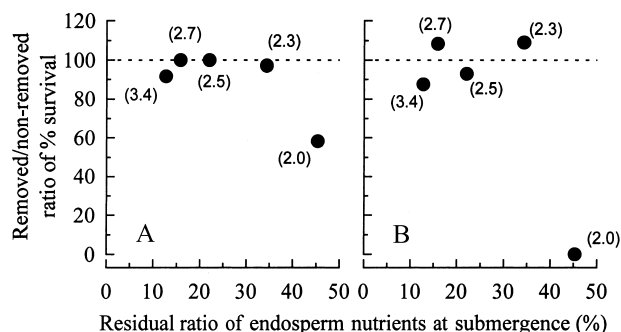 Removed/non-removed
ratio of % survival
120
100
80
60
40
20
0
(2.7)
(2.3)
(3.4)
(2.5)
(2.0)
A
0 10 20 30 40 50
(2.7)
(2.3)
(3.4)
(2.5)
(2.0)
B
0 10 20 30 40 50
Residual ratio of endosperm nutrients at submergence (%)